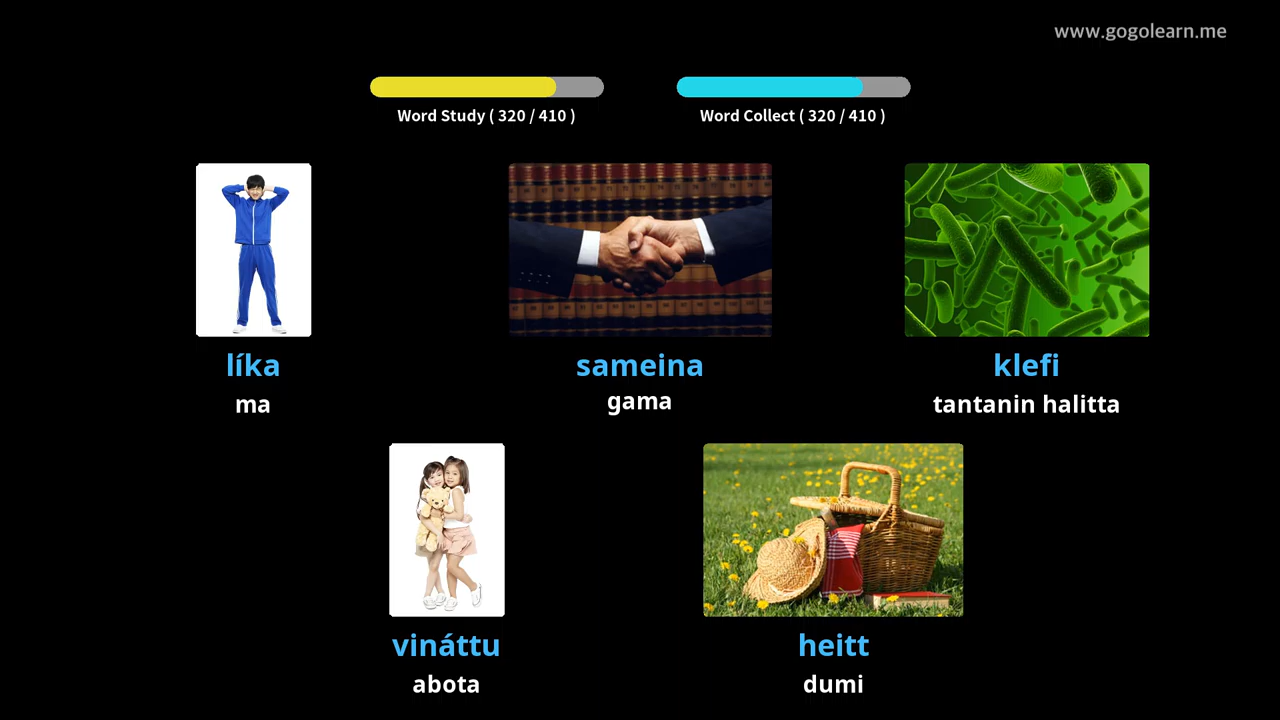 www.gogolearn.me
Word Study ( 320 / 410 )
Word Collect ( 320 / 410 )
líka
ma
sameina
gama
klefi
tantanin halitta
vináttu
abota
heitt
dumi